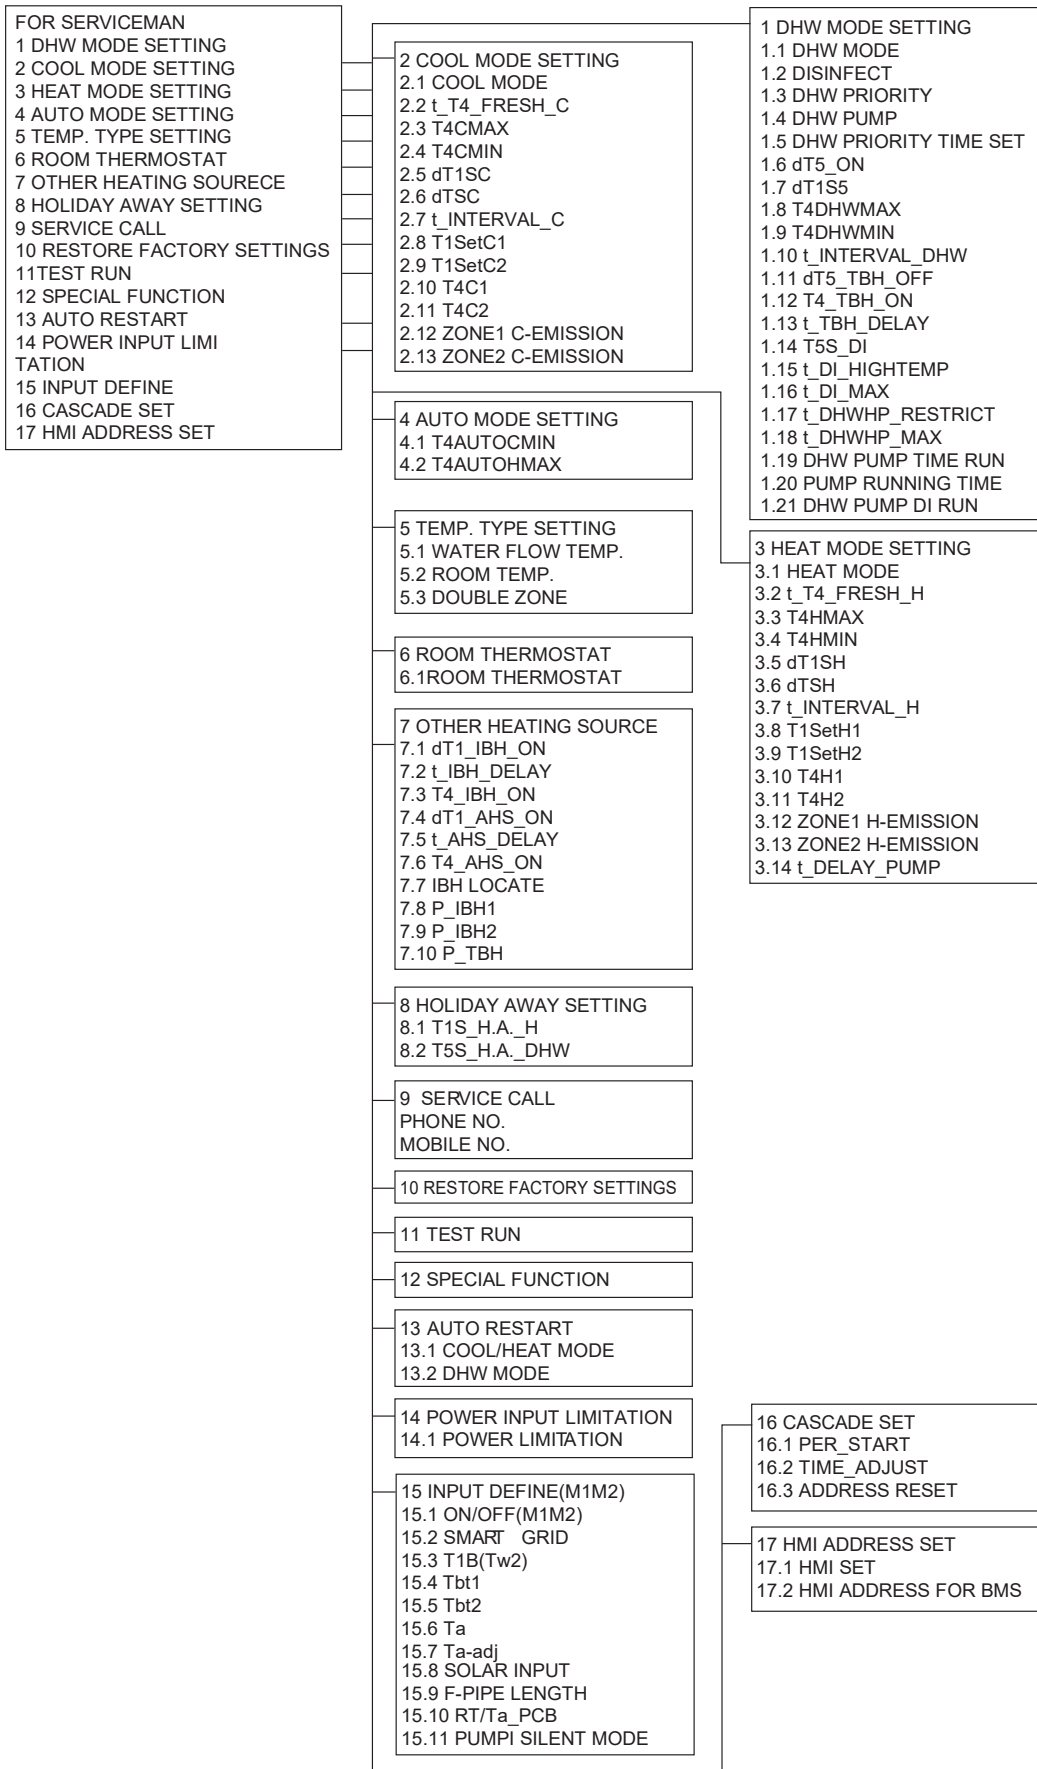 FOR SERVICEMAN
1 DHW MODE SETTING
2 COOL MODE SETTING
3 HEAT MODE SETTING
4 AUTO MODE SETTING
5 TEMP. TYPE SETTING
6 ROOM THERMOSTAT
7 OTHER HEATING SOURECE
8 HOLIDAY AWAY SETTING
9 SERVICE CALL
10 RESTORE FACTORY SETTINGS
11TEST RUN
12 SPECIAL FUNCTION
13 AUTO RESTART
14 POWER INPUT LIMI
TATION
15 INPUT DEFINE
16 CASCADE SET
17 HMI ADDRESS SET
1 DHW MODE SETTING
1.1 DHW MODE
1.2 DISINFECT
1.3 DHW PRIORITY
1.4 DHW PUMP
1.5 DHW PRIORITY TIME SET
1.6 dT5_ON
1.7 dT1S5
1.8 T4DHWMAX
1.9 T4DHWMIN
1.10 t_INTERVAL_DHW
1.11 dT5_TBH_OFF
1.12 T4_TBH_ON
1.13 t_TBH_DELAY
1.14 T5S_DI
1.15 t_DI_HIGHTEMP
1.16 t_DI_MAX
1.17 t_DHWHP_RESTRICT
1.18 t_DHWHP_MAX
1.19 DHW PUMP TIME RUN
1.20 PUMP RUNNING TIME
1.21 DHW PUMP DI RUN
2 COOL MODE SETTING
2.1 COOL MODE
2.2 t_T4_FRESH_C
2.3 T4CMAX
2.4 T4CMIN
2.5 dT1SC
2.6 dTSC
2.7 t_INTERVAL_C
2.8 T1SetC1
2.9 T1SetC2
2.10 T4C1
2.11 T4C2
2.12 ZONE1 C-EMISSION
2.13 ZONE2 C-EMISSION
3 HEAT MODE SETTING
3.1 HEAT MODE
3.2 t_T4_FRESH_H
3.3 T4HMAX
3.4 T4HMIN
3.5 dT1SH
3.6 dTSH
3.7 t_INTERVAL_H
3.8 T1SetH1
3.9 T1SetH2
3.10 T4H1
3.11 T4H2
3.12 ZONE1 H-EMISSION
3.13 ZONE2 H-EMISSION
3.14 t_DELAY_PUMP
4 AUTO MODE SETTING
4.1 T4AUTOCMIN
4.2 T4AUTOHMAX
5 TEMP. TYPE SETTING
5.1 WATER FLOW TEMP.
5.2 ROOM TEMP.
5.3 DOUBLE ZONE
6 ROOM THERMOSTAT
6.1ROOM THERMOSTAT
7 OTHER HEATING SOURCE
7.1 dT1_IBH_ON
7.2 t_IBH_DELAY
7.3 T4_IBH_ON
7.4 dT1_AHS_ON
7.5 t_AHS_DELAY
7.6 T4_AHS_ON
7.7 IBH LOCATE
7.8 P_IBH1
7.9 P_IBH2
7.10 P_TBH
8 HOLIDAY AWAY SETTING
8.1 T1S_H.A._H
8.2 T5S_H.A._DHW
9 SERVICE CALL
PHONE NO.
MOBILE NO.
10 RESTORE FACTORY SETTINGS
11 TEST RUN
12 SPECIAL FUNCTION
13 AUTO RESTART
13.1 COOL/HEAT MODE
13.2 DHW MODE
14 POWER INPUT LIMITATION
14.1 POWER LIMITATION
15 INPUT DEFINE(M1M2)
15.1 ON/OFF(M1M2)
15.2 SMART GRID
15.3 T1B(Tw2)
15.4 Tbt1
15.5 Tbt2
15.6 Ta
15.7 Ta-adj
15.8 SOLAR INPUT
15.9 F-PIPE LENGTH
15.10 RT/Ta_PCB
15.11 PUMPI SILENT MODE
16 CASCADE SET
16.1 PER_START
16.2 TIME_ADJUST
16.3 ADDRESS RESET
17 HMI ADDRESS SET
17.1 HMI SET
17.2 HMI ADDRESS FOR BMS